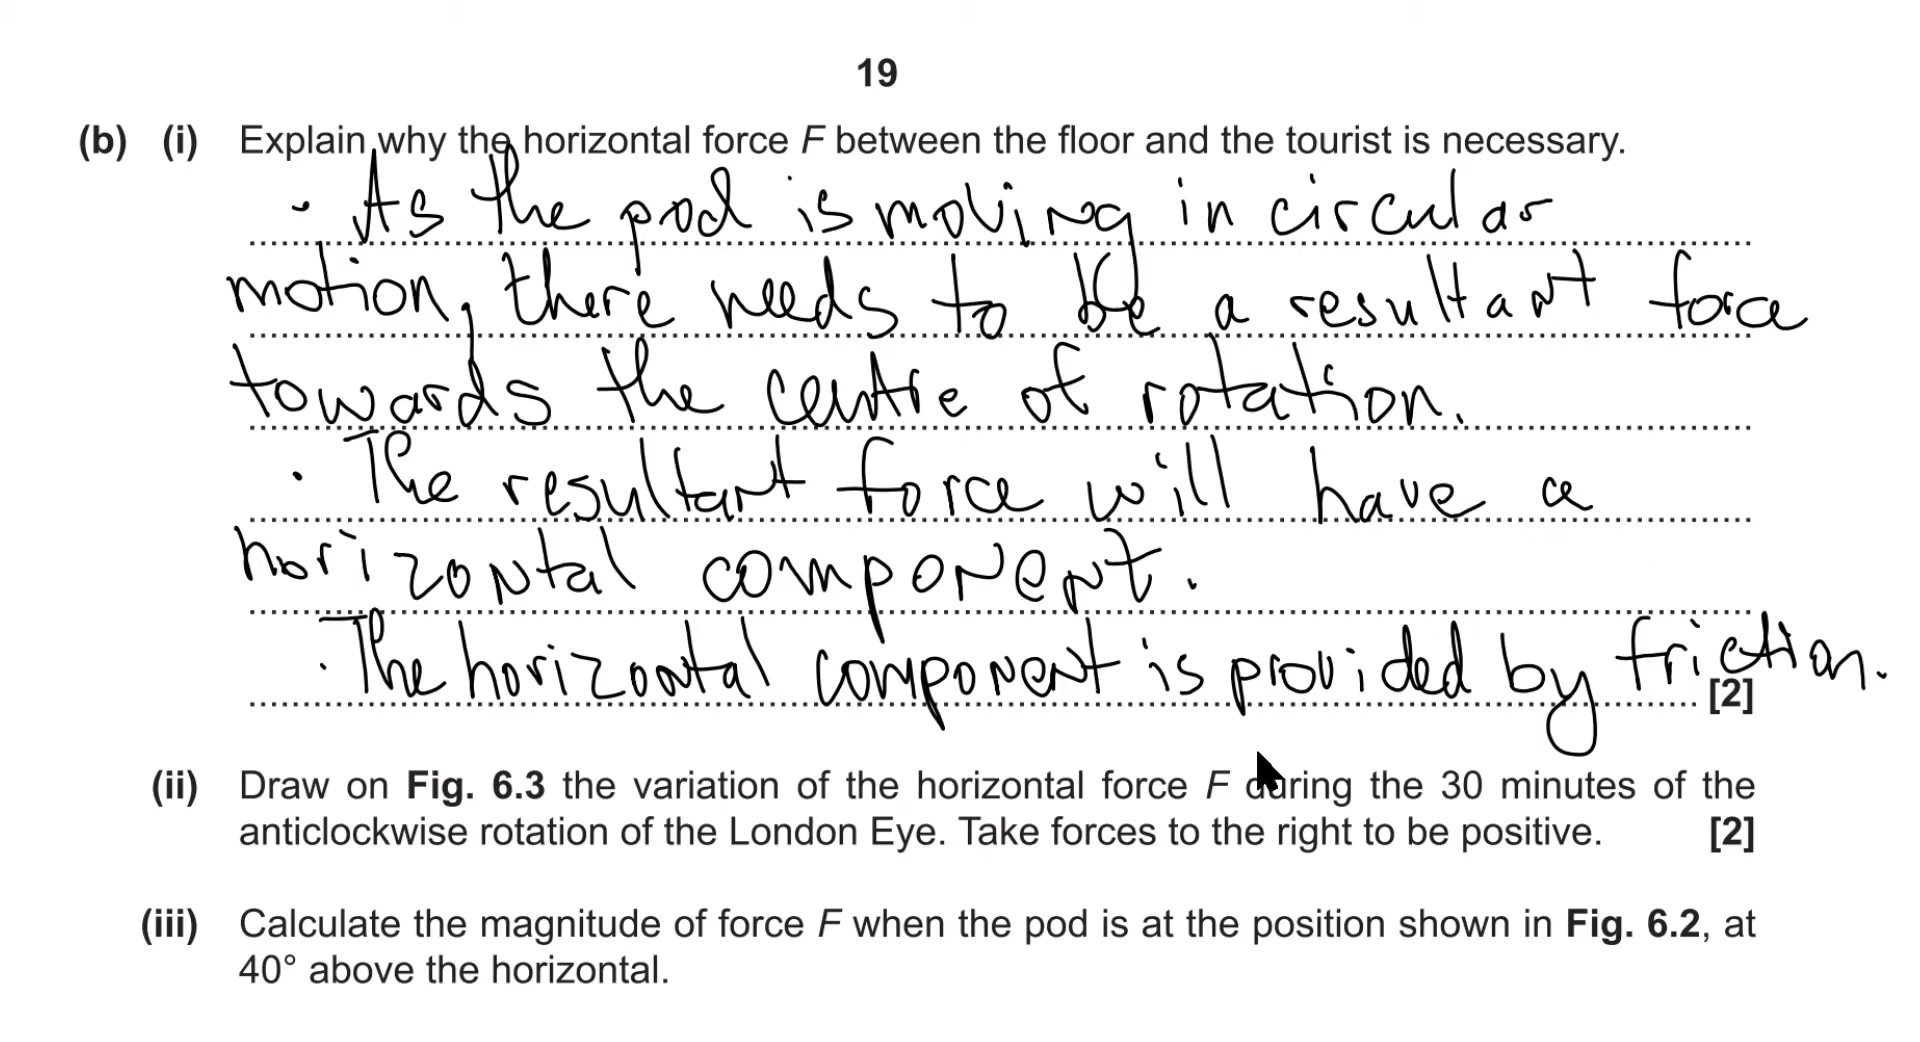 19
(b) (i) Explain why the horizontal force F between the floor and the tourist is necessary.
· As the pod is moving in circular
motion, there needs to be a resultant force
towards the centre of rotation.
· The resultant force will have a
horizontal component.
· The horizontal component is provided by friction.
[2]
(ii) Draw on Fig. 6.3 the variation of the horizontal force F during the 30 minutes of the
anticlockwise rotation of the London Eye. Take forces to the right to be positive. [2]
(iii) Calculate the magnitude of force F when the pod is at the position shown in Fig. 6.2, at
40° above the horizontal.